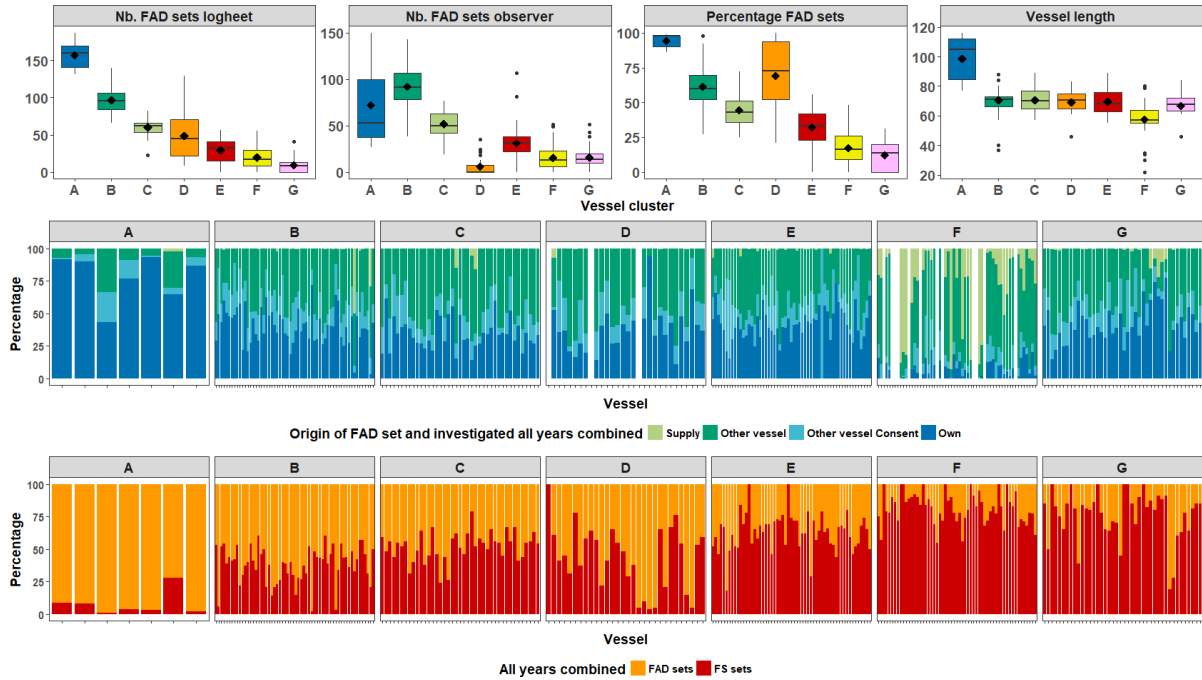 Nb. FAD sets logheet
Nb. FAD sets observer
Percentage FAD sets
Vessel length
150
100
50
0
150
100
50
0
100
75
50
25
0
120
100
80
60
40
20
A B C D E F G
A B C D E F G
A B C D E F G
A B C D E F G
Vessel cluster
A B C D E F G
Percentage
100
75
50
25
0
Vessel
Origin of FAD set and investigated all years combined Supply Other vessel Other vessel Consent Own
A B C D E F G
Percentage
100
75
50
25
0
Vessel
All years combined FAD sets FS sets